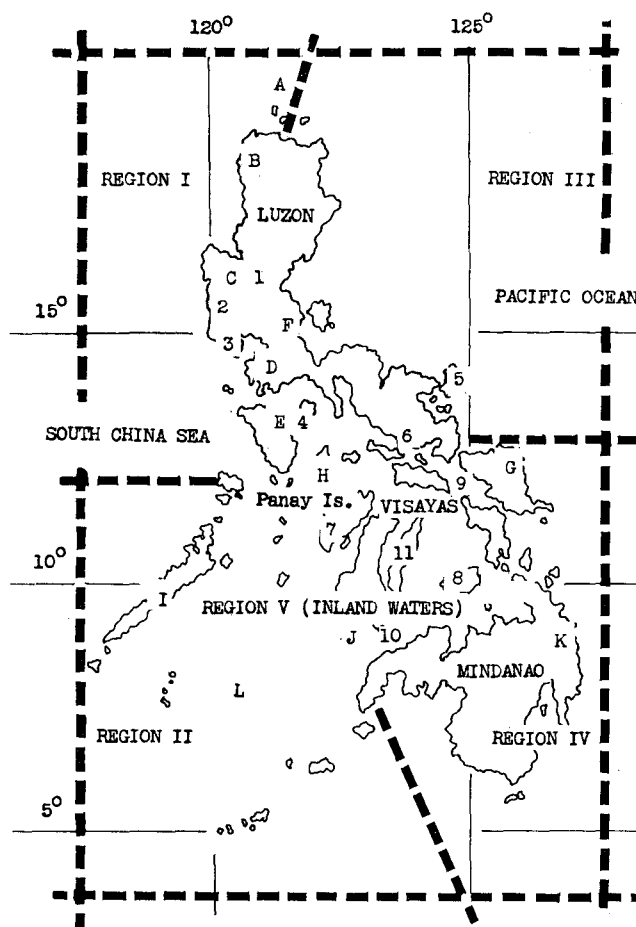 120° 125°
A
B
REGION I REGION III
LUZON
C 1
2
PACIFIC OCEAN
15°
F
3
D
5
E 4
6
SOUTH CHINA SEA
G
H
9
Panay Is. VISAYAS
7
11
10°
8
I
REGION V (INLAND WATERS)
J 10 K
MINDANAO
L
REGION II REGION IV
5°